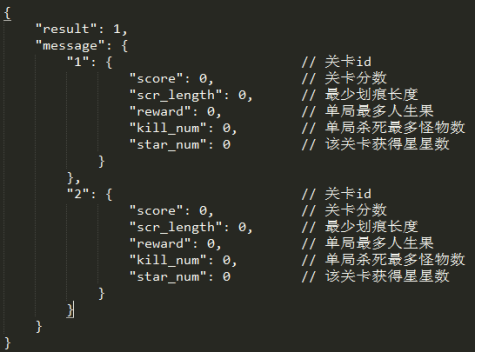 {
    "result": 1,
    "message": {
        "1": {                        // 关卡id
                "score": 0,           // 关卡分数
                "scr_length": 0,      // 最少划痕长度
                "reward": 0,          // 单局最多人生果
                "kill_num": 0,        // 单局杀死最多怪物数
                "star_num": 0         // 该关卡获得星星数
            }
        },
        "2": {                        // 关卡id
                "score": 0,           // 关卡分数
                "scr_length": 0,      // 最少划痕长度
                "reward": 0,          // 单局最多人生果
                "kill_num": 0,        // 单局杀死最多怪物数
                "star_num": 0         // 该关卡获得星星数
            }
        }
    }
}